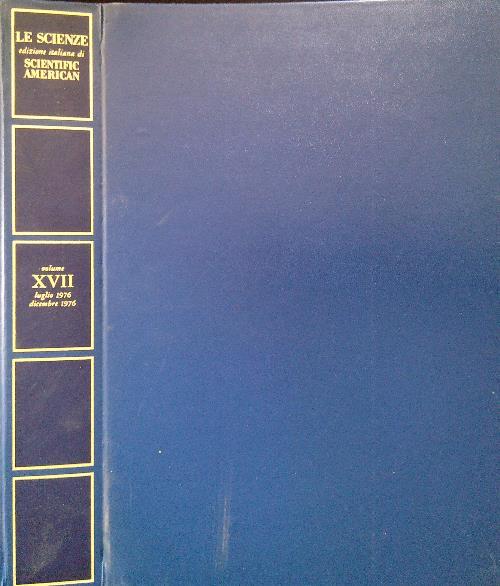 LE SCIENZE
edizione italiana di
SCIENTIFIC
AMERICAN
volume
XVII
luglio 1976
dicembre 1976